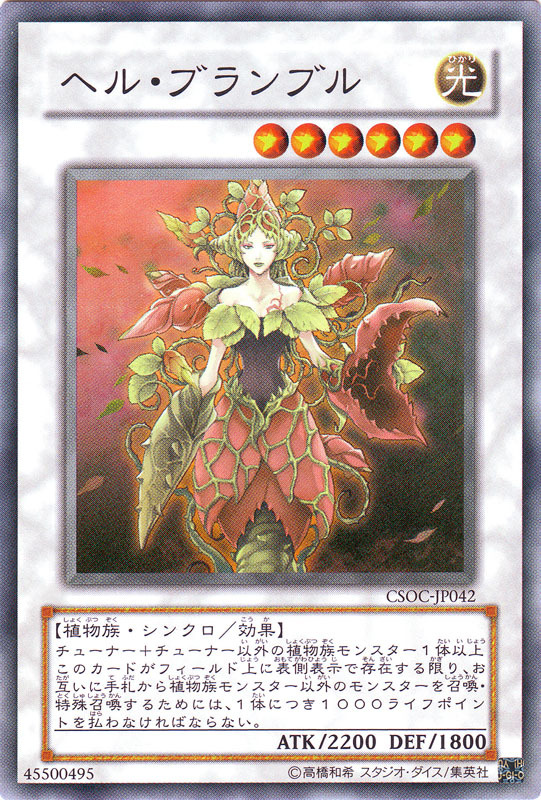 ヘル・ブランブル
光
CSOC-JP042
【植物族・シンクロ／効果】
チューナー＋チューナー以外の植物族モンスター１体以上
このカードがフィールド上に表側表示で存在する限り、お
互いに手札から植物族モンスター以外のモンスターを召喚・
特殊召喚するためには、１体につき１０００ライフポイン
トを払わなければならない。
ATK/2200 DEF/1800
45500495
©高橋和希 スタジオ・ダイス/集英社